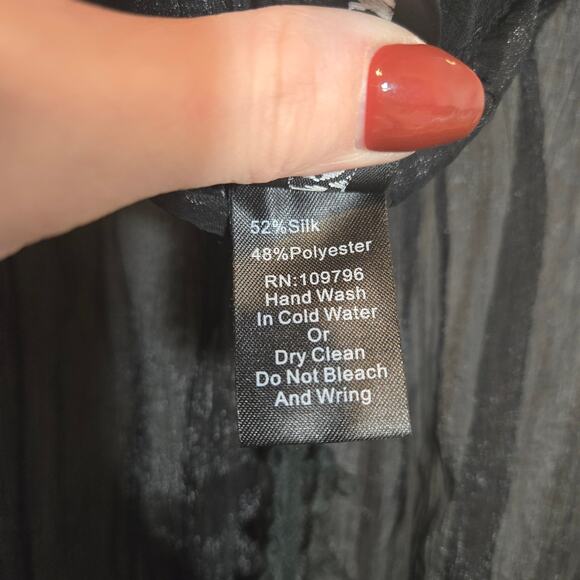 52%Silk
48%Polyester
RN:109796
Hand Wash
In Cold Water
Or
Dry Clean
Do Not Bleach
And Wring